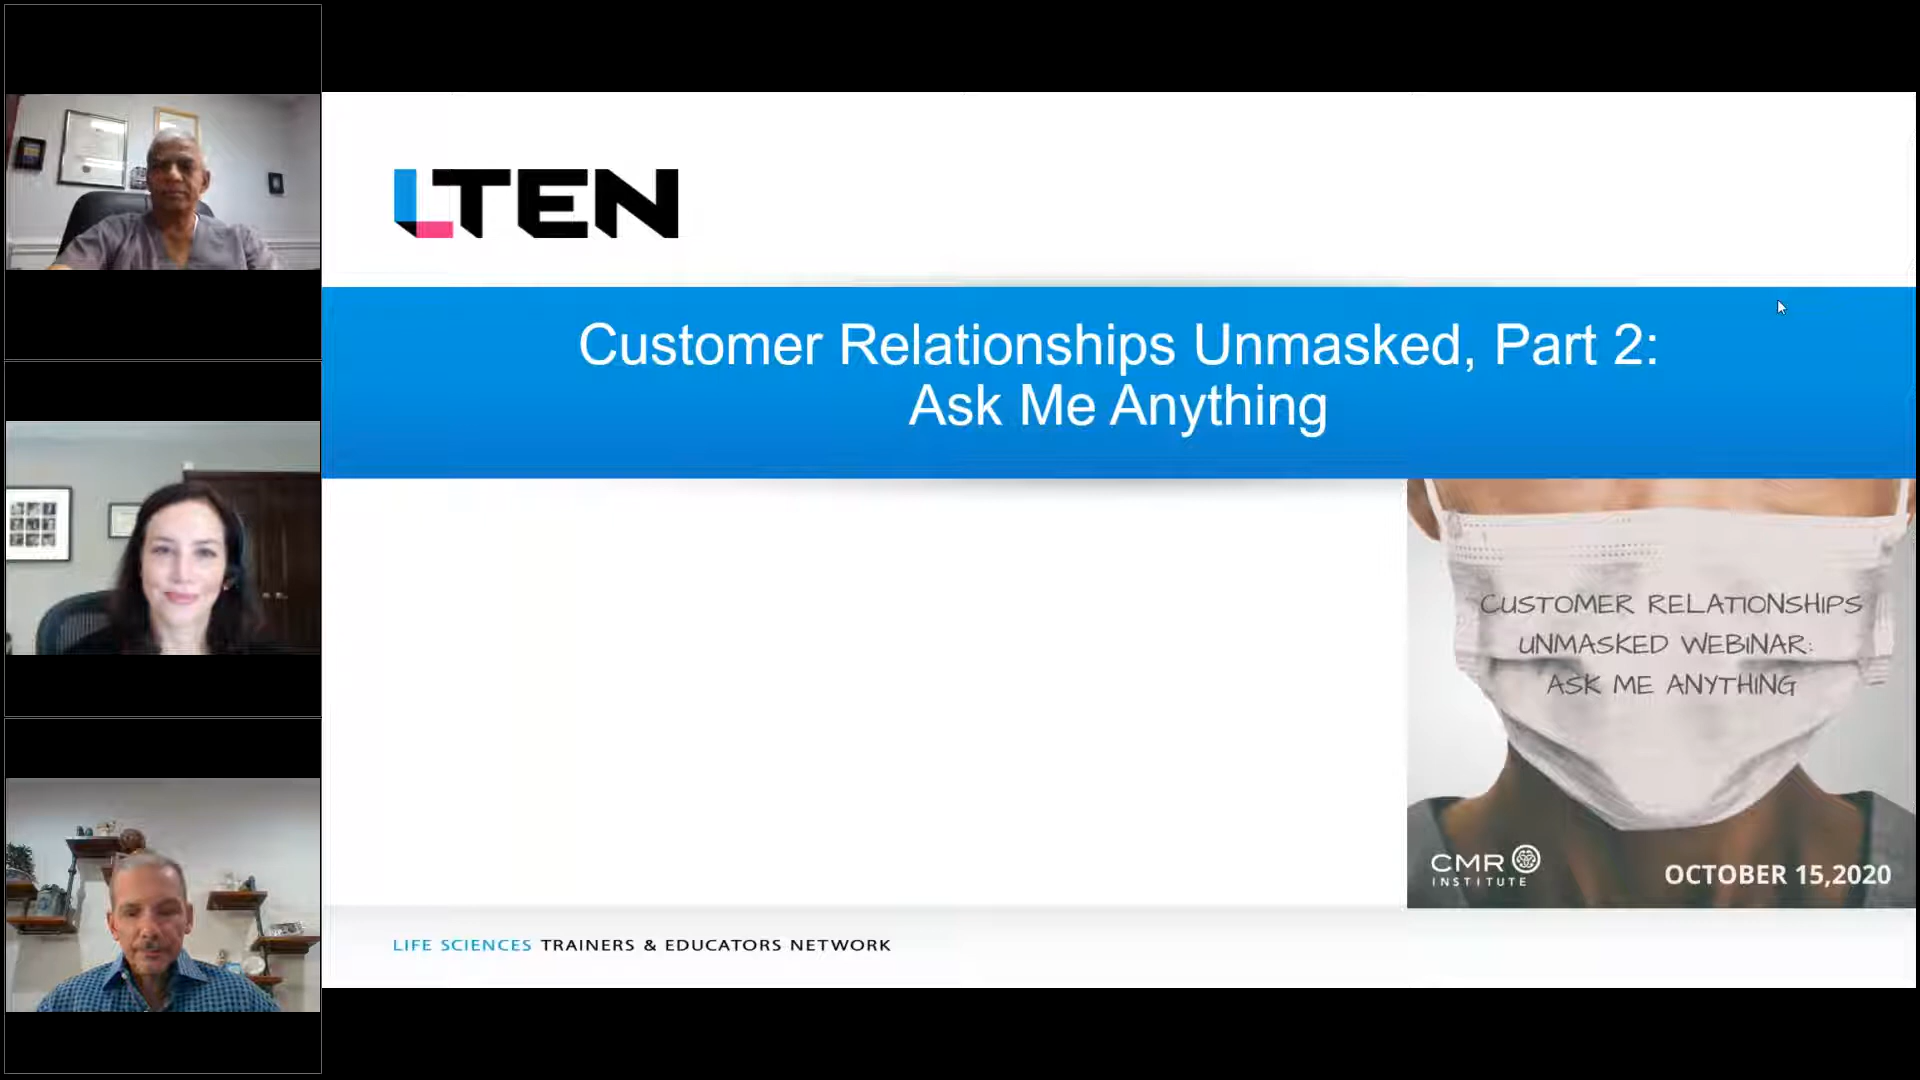 LTEN
Customer Relationships Unmasked, Part 2:
Ask Me Anything
CUSTOMER RELATIONSHIPS
UNMASKED WEBINAR:
ASK ME ANYTHING
CMR
INSTITUTE
OCTOBER 15,2020
LIFE SCIENCES TRAINERS & EDUCATORS NETWORK